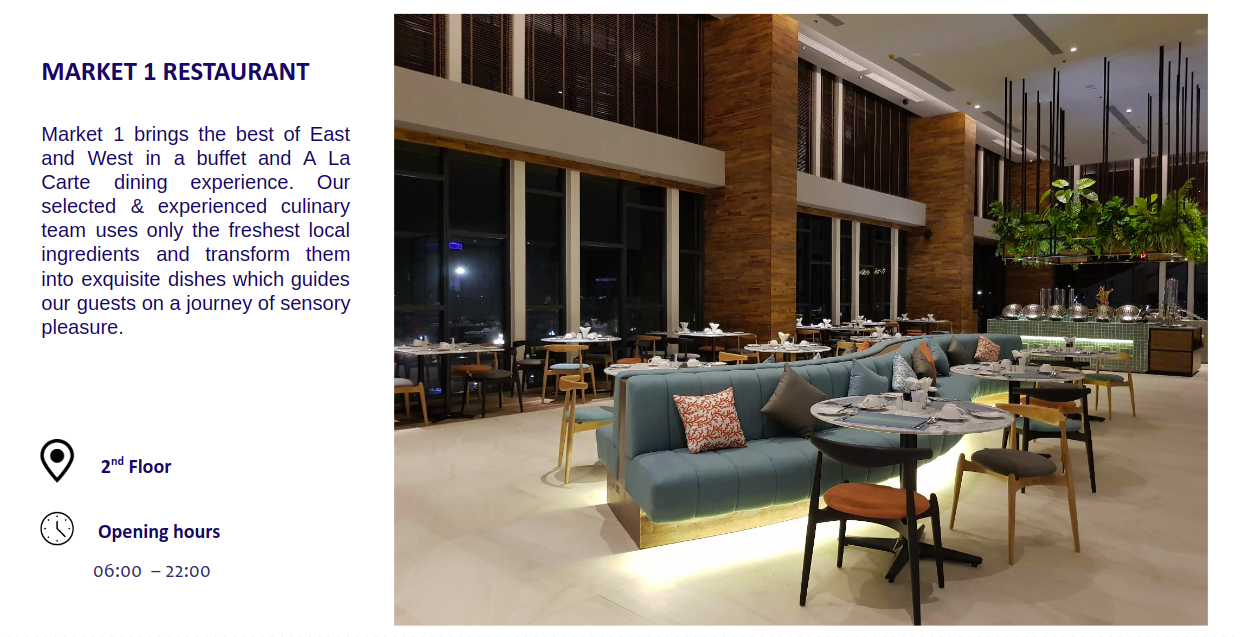 MARKET 1 RESTAURANT
Market 1 brings the best of East
and West in a buffet and A La
Carte dining experience. Our
selected & experienced culinary
team uses only the freshest local
ingredients and transform them
into exquisite dishes which guides
our guests on a journey of sensory
pleasure.
2nd Floor
Opening hours
06:00 – 22:00